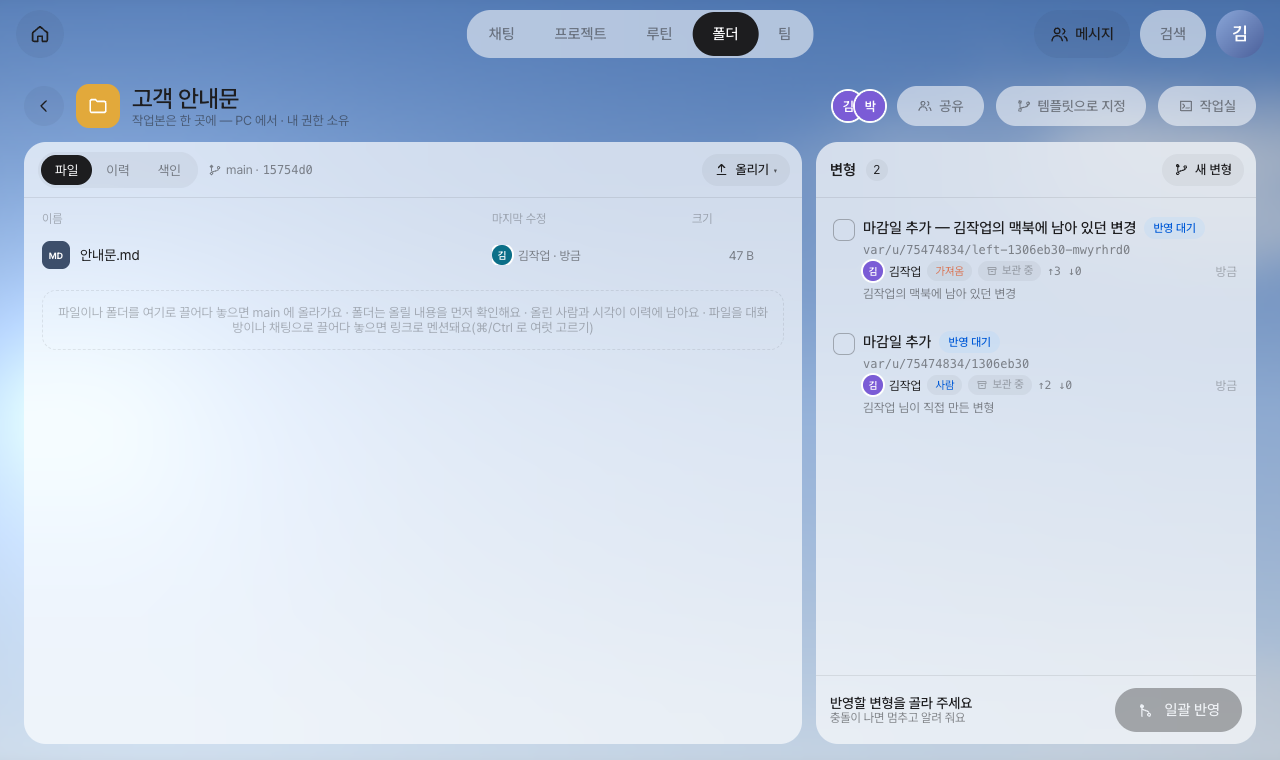 채팅 프로젝트 루틴 폴더 팀
메시지 검색 김
고객 안내문
작업본은 한 곳에 — PC 에서 · 내 권한 소유
김 박 공유 템플릿으로 지정 작업실
파일 이력 색인 main · 15754d0 올리기
이름 마지막 수정 크기
MD 안내문.md 김 김작업 · 방금 47 B
파일이나 폴더를 여기로 끌어다 놓으면 main 에 올라가요 · 폴더는 올릴 내용을 먼저 확인해요 · 올린 사람과 시각이 이력에 남아요 · 파일을 대화
방이나 채팅으로 끌어다 놓으면 링크로 멘션돼요(⌘/Ctrl 로 여럿 고르기)
변형 2 새 변형
마감일 추가 — 김작업의 맥북에 남아 있던 변경 반영 대기
var/u/75474834/left-1306eb30-mwyrhrd0
김 김작업 가져옴 보관 중 ↑3 ↓0 방금
김작업의 맥북에 남아 있던 변경
마감일 추가 반영 대기
var/u/75474834/1306eb30
김 김작업 사람 보관 중 ↑2 ↓0 방금
김작업 님이 직접 만든 변형
반영할 변형을 골라 주세요
충돌이 나면 멈추고 알려 줘요
일괄 반영